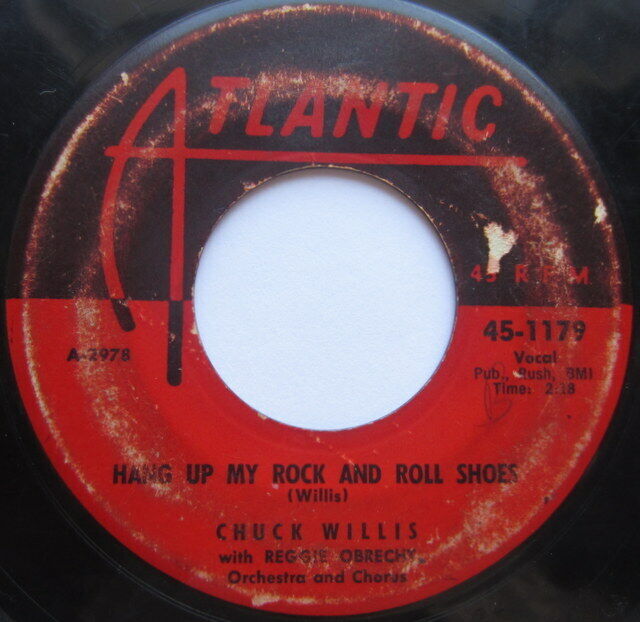 ATLANTIC
45 RPM
45-1179
A-2978
Vocal
Pub., Rush, BMI
Time: 2:18
HANG UP MY ROCK AND ROLL SHOES
(Willis)
CHUCK WILLIS
with REGGIE OBRECHT
Orchestra and Chorus